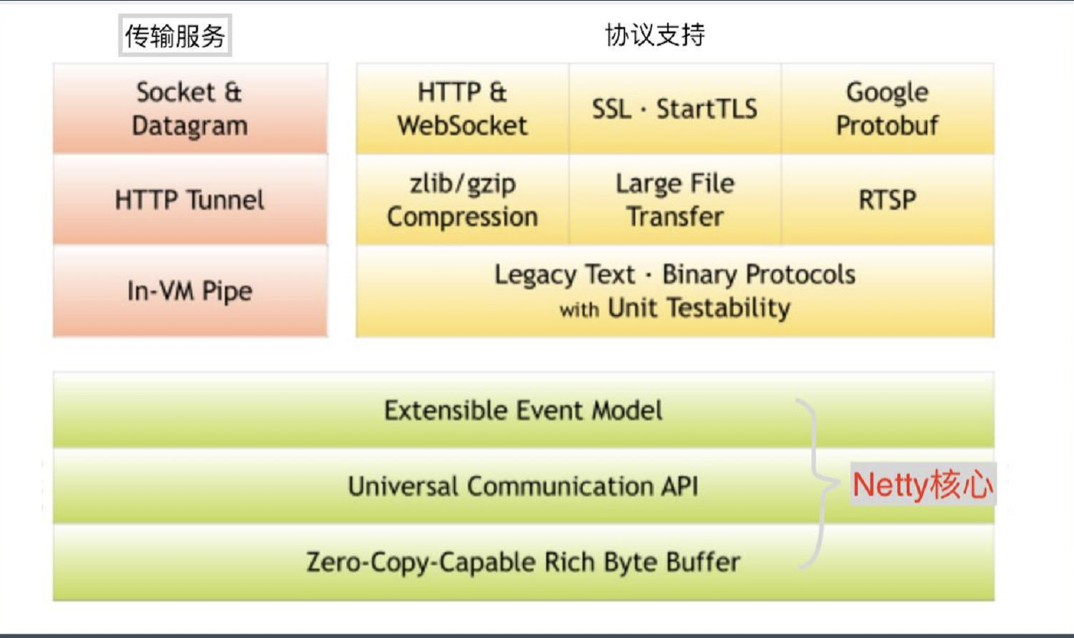 传输服务
协议支持
Socket &
Datagram
HTTP &
WebSocket
SSL · StartTLS
Google
Protobuf
HTTP Tunnel
zlib/gzip
Compression
Large File
Transfer
RTSP
In-VM Pipe
Legacy Text · Binary Protocols
with Unit Testability
Extensible Event Model
Universal Communication API
Netty核心
Zero-Copy-Capable Rich Byte Buffer